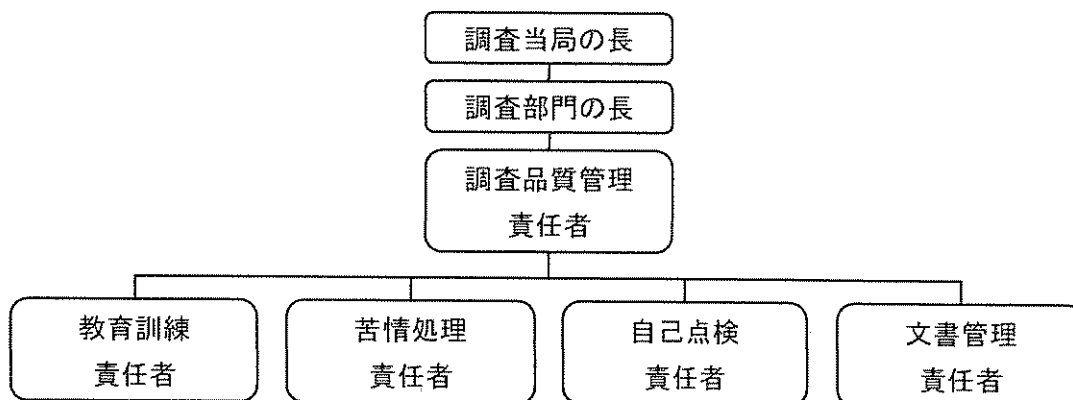 調査当局の長
調査部門の長
調査品質管理
責任者
教育訓練
責任者
苦情処理
責任者
自己点検
責任者
文書管理
責任者